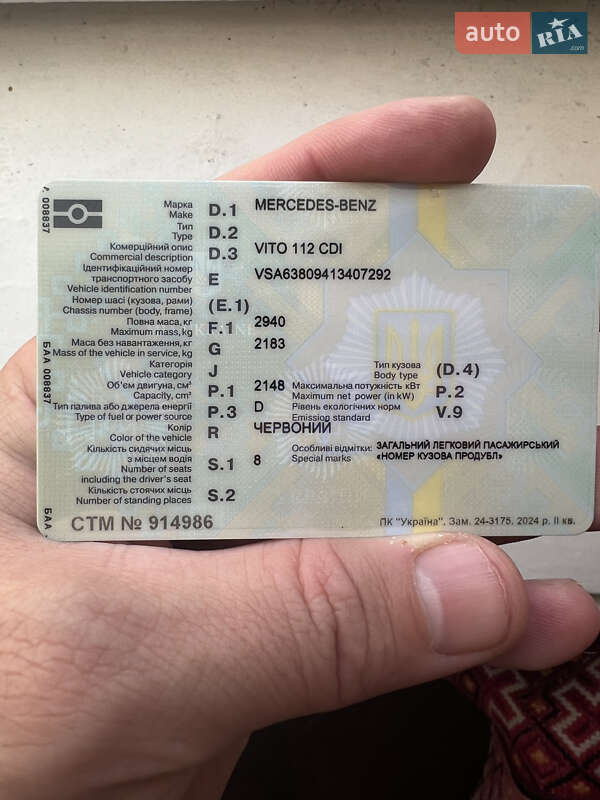 auto RIA .com
008837
Марка
Make
D.1 MERCEDES-BENZ
Тип
Type
D.2
Комерційний опис
Commercial description
D.3 VITO 112 CDI
Ідентифікаційний номер
транспортного засобу
Vehicle identification number
E VSA63809413407292
Номер шасі (кузова, рами)
Chassis number (body, frame)
(E.1)
Повна маса, кг
Maximum mass, kg
F.1 2940
Маса без навантаження, кг
Mass of the vehicle in service, kg
G 2183
Категорія
Vehicle category
J
Тип кузова
Body type
(D.4)
Об'єм двигуна, см³
Capacity, cm³
P.1 2148
Максимальна потужність кВт
Maximum net power (in kW)
P.2
Тип палива або джерела енергії
Type of fuel or power source
P.3 D
Рівень екологічних норм
Emission standard
V.9
Колір
Color of the vehicle
R ЧЕРВОНИЙ
Кількість сидячих місць
з місцем водія
Number of seats
including the driver's seat
S.1 8
Особливі відмітки:
Special marks
ЗАГАЛЬНИЙ ЛЕГКОВИЙ ПАСАЖИРСЬКИЙ
«НОМЕР КУЗОВА ПРОДУБЛ»
Кількість стоячих місць
Number of standing places
S.2
БАА 008837
БАА
СТМ № 914986
ПК "Україна". Зам. 24-3175, 2024 р. ІІ кв.